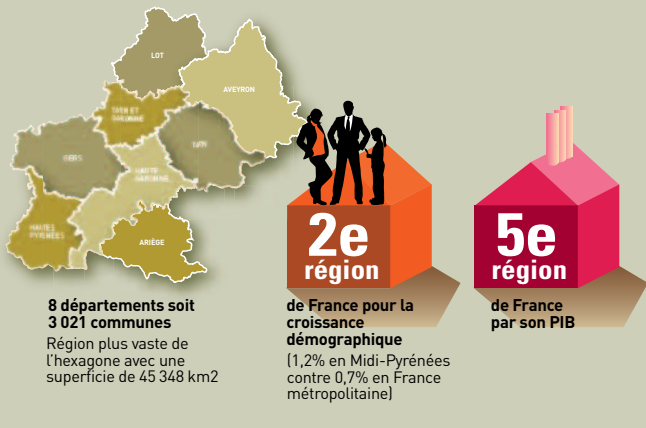 LOT
AVEYRON
TARN ET
GARONNE
GERS
TARN
HAUTE
GARONNE
HAUTES
PYRÉNÉES
ARIÈGE
2e
région
5e
région
8 départements soit
3 021 communes
Région plus vaste de
l'hexagone avec une
superficie de 45 348 km2
de France pour la
croissance
démographique
(1,2% en Midi-Pyrénées
contre 0,7% en France
métropolitaine)
de France
par son PIB